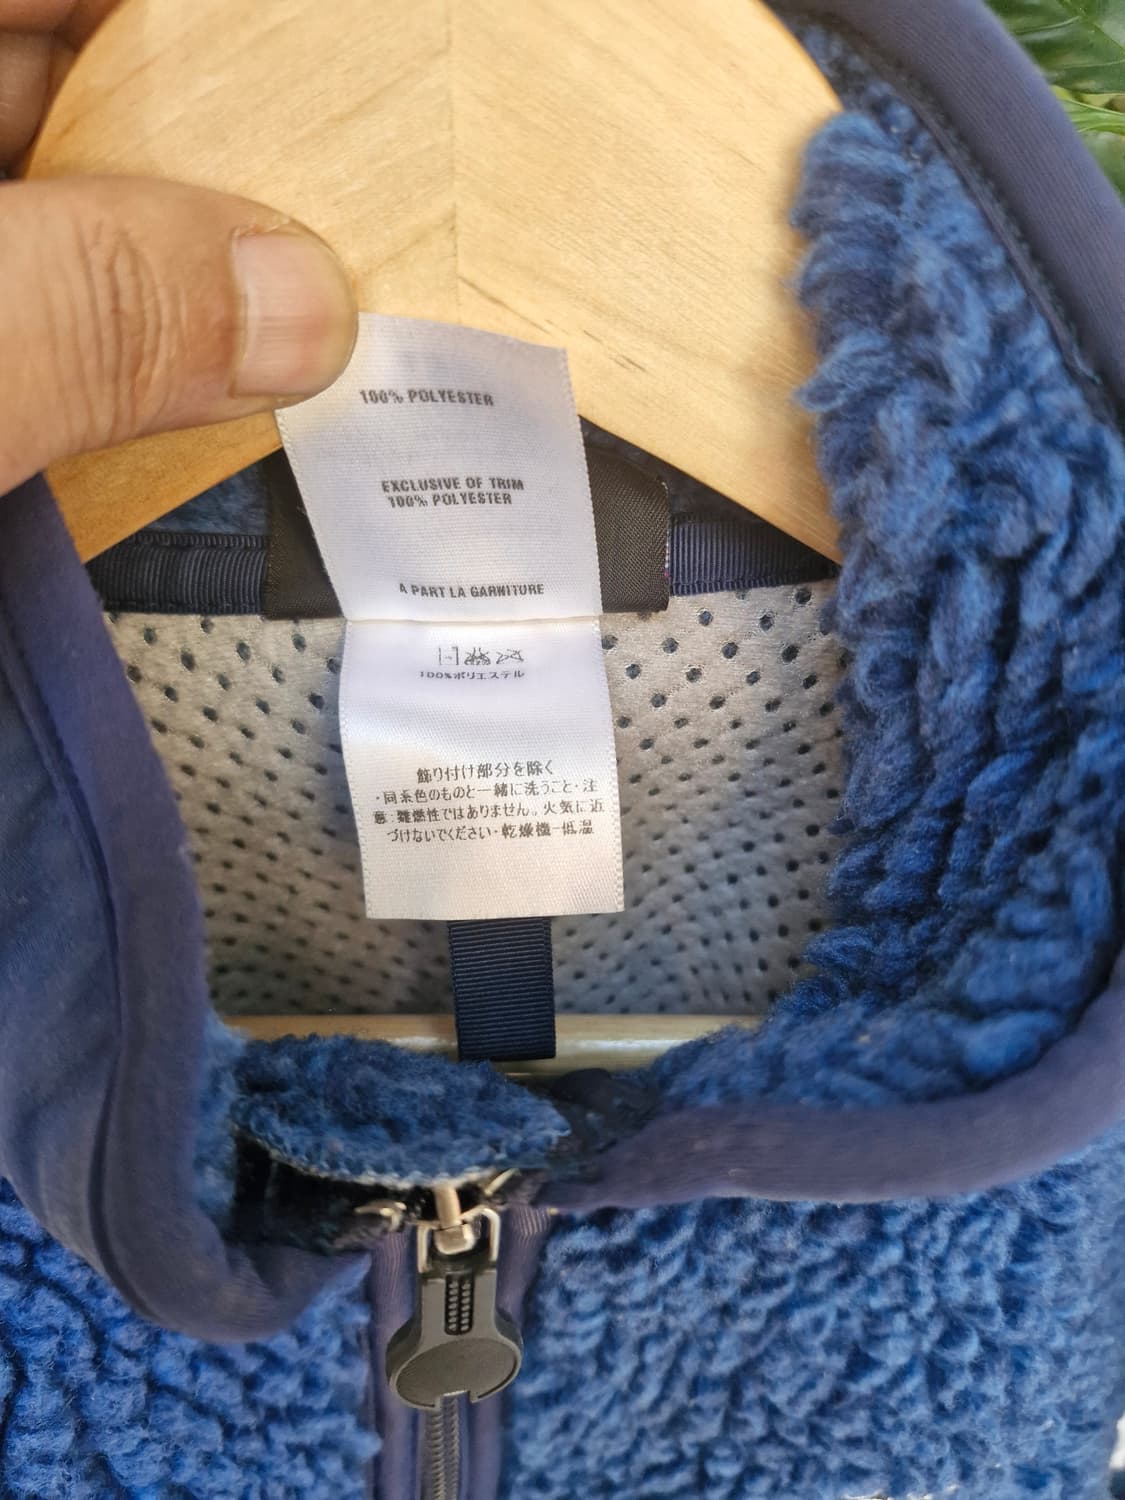 100% POLYESTER
EXCLUSIVE OF TRIM
100% POLYESTER
A PART LA GARNITURE
100%ポリエステル
飾り付け部分を除く
・同系色のものと一緒に洗うこと・注
意:難燃性ではありません。火気に近
づけないでください・乾燥機-低温